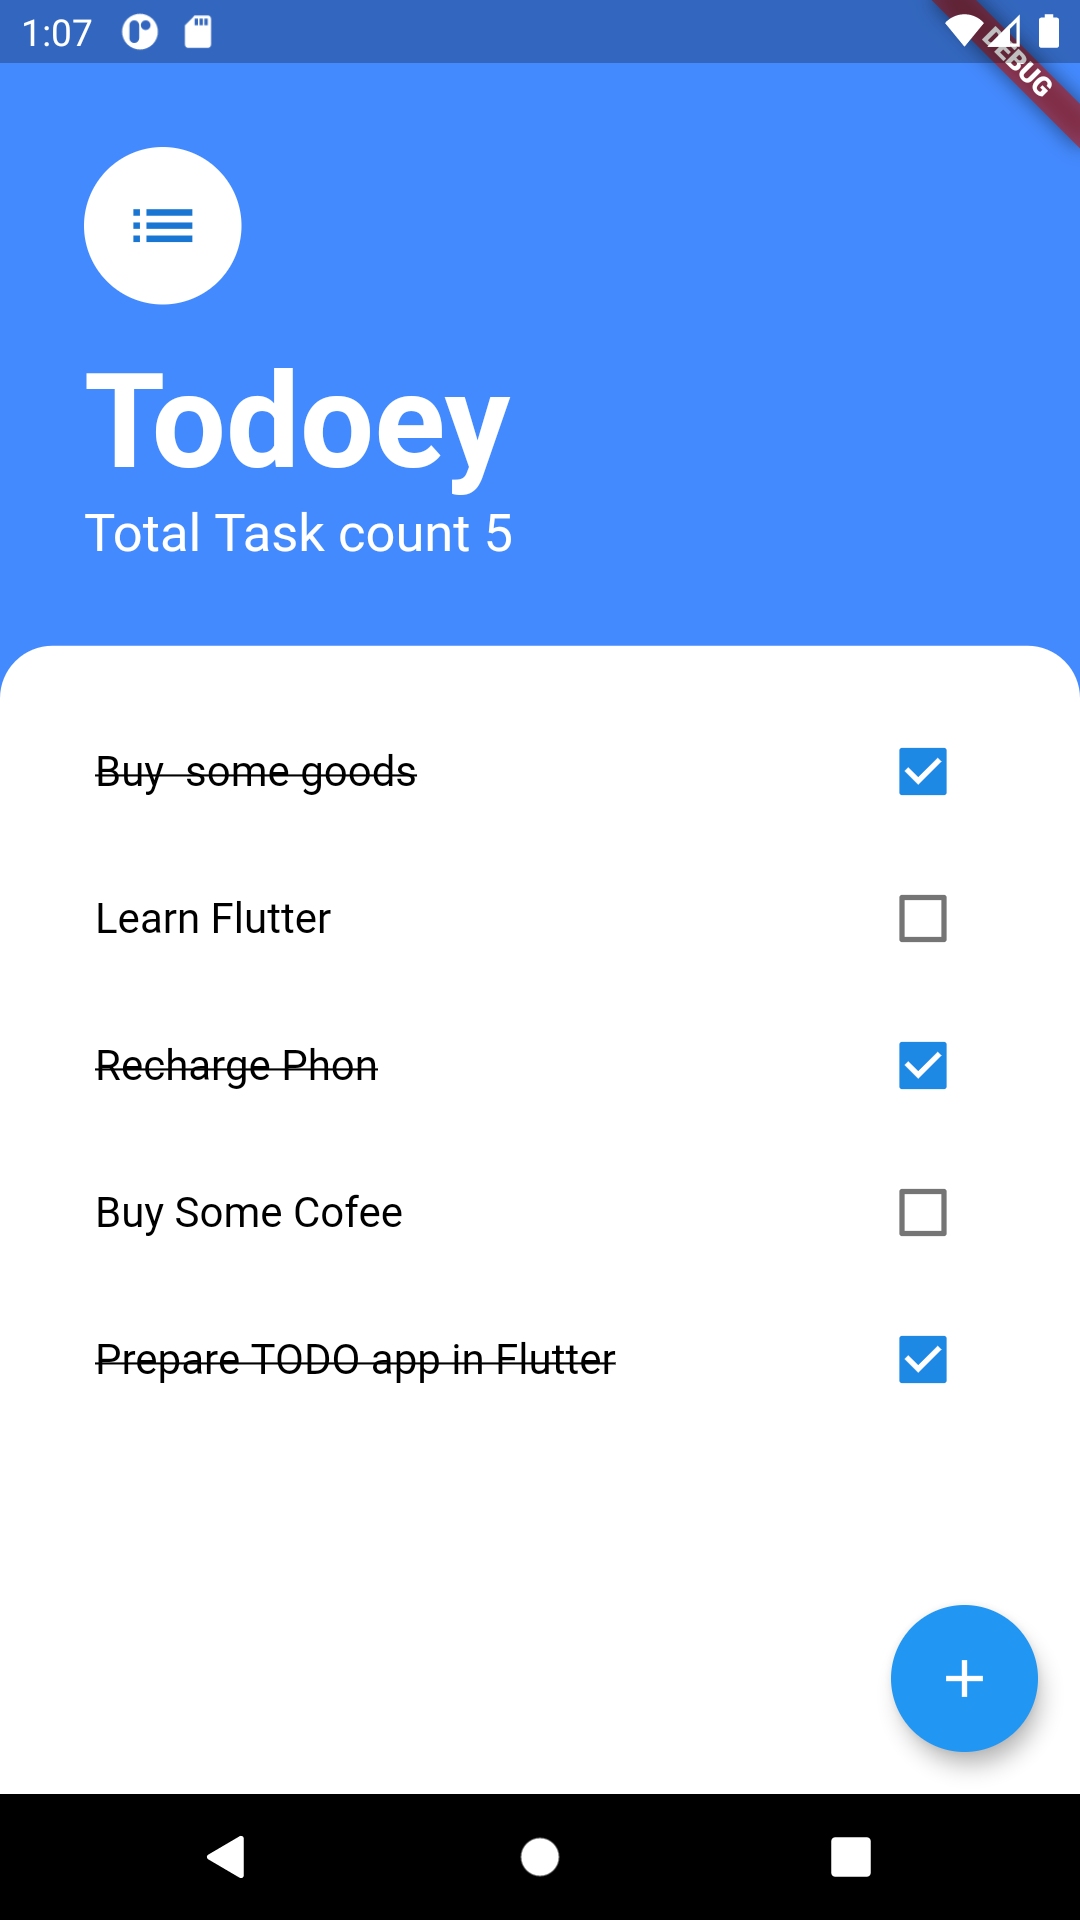 1:07
DEBUG
Todoey
Total Task count 5
Buy  some goods
Learn Flutter
Recharge Phon
Buy Some Cofee
Prepare TODO app in Flutter